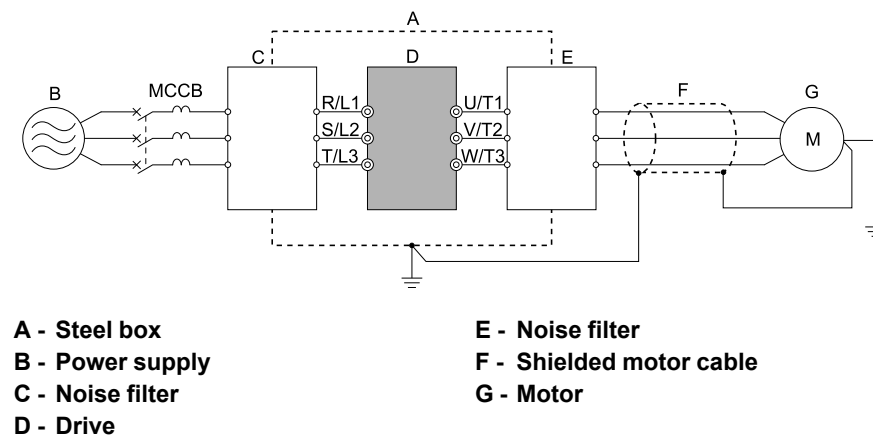 A
B
MCCB
C
D
E
F
G
R/L1
U/T1
S/L2
V/T2
M
T/L3
W/T3
A - Steel box
B - Power supply
C - Noise filter
D - Drive
E - Noise filter
F - Shielded motor cable
G - Motor